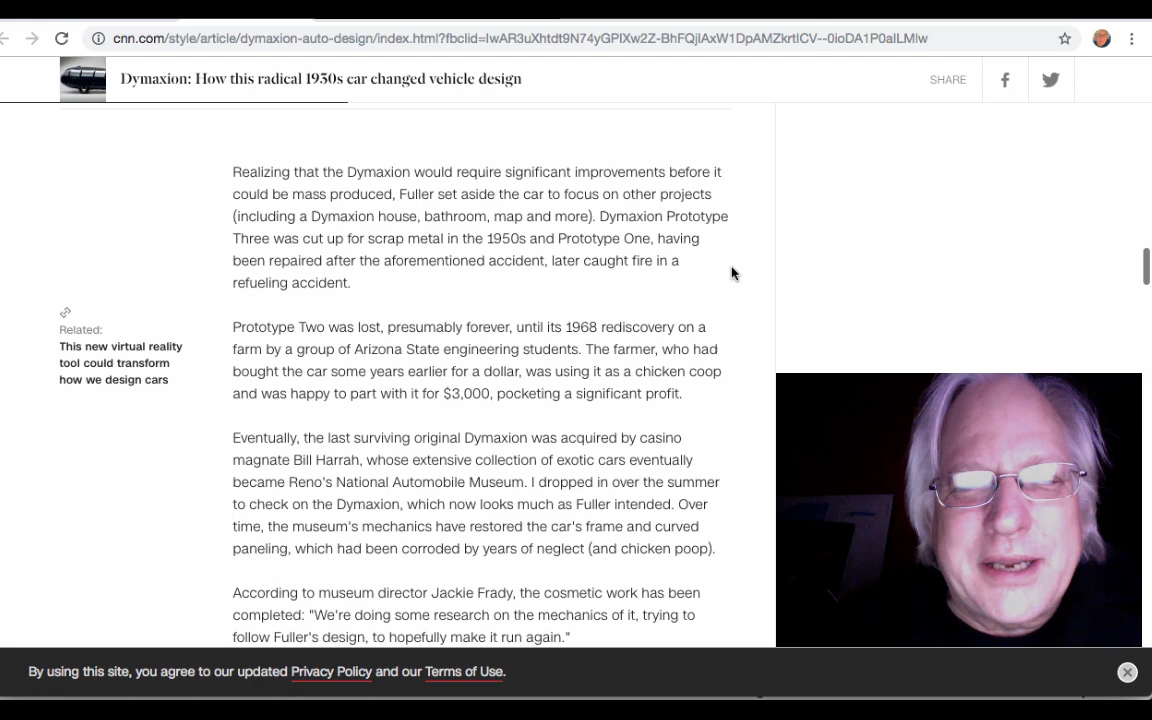 cnn.com/style/article/dymaxion-auto-design/index.html?fbclid=IwAR3uXhtdt9N74yGPIXw2Z-BhFQjlAxW1DpAMZkrtICV--0ioDA1P0aILMlw
Dymaxion: How this radical 1930s car changed vehicle design
SHARE
Realizing that the Dymaxion would require significant improvements before it
could be mass produced, Fuller set aside the car to focus on other projects
(including a Dymaxion house, bathroom, map and more). Dymaxion Prototype
Three was cut up for scrap metal in the 1950s and Prototype One, having
been repaired after the aforementioned accident, later caught fire in a
refueling accident.
Related:
This new virtual reality
tool could transform
how we design cars
Prototype Two was lost, presumably forever, until its 1968 rediscovery on a
farm by a group of Arizona State engineering students. The farmer, who had
bought the car some years earlier for a dollar, was using it as a chicken coop
and was happy to part with it for $3,000, pocketing a significant profit.
Eventually, the last surviving original Dymaxion was acquired by casino
magnate Bill Harrah, whose extensive collection of exotic cars eventually
became Reno's National Automobile Museum. I dropped in over the summer
to check on the Dymaxion, which now looks much as Fuller intended. Over
time, the museum's mechanics have restored the car's frame and curved
paneling, which had been corroded by years of neglect (and chicken poop).
According to museum director Jackie Frady, the cosmetic work has been
completed: "We're doing some research on the mechanics of it, trying to
follow Fuller's design, to hopefully make it run again."
By using this site, you agree to our updated Privacy Policy and our Terms of Use.